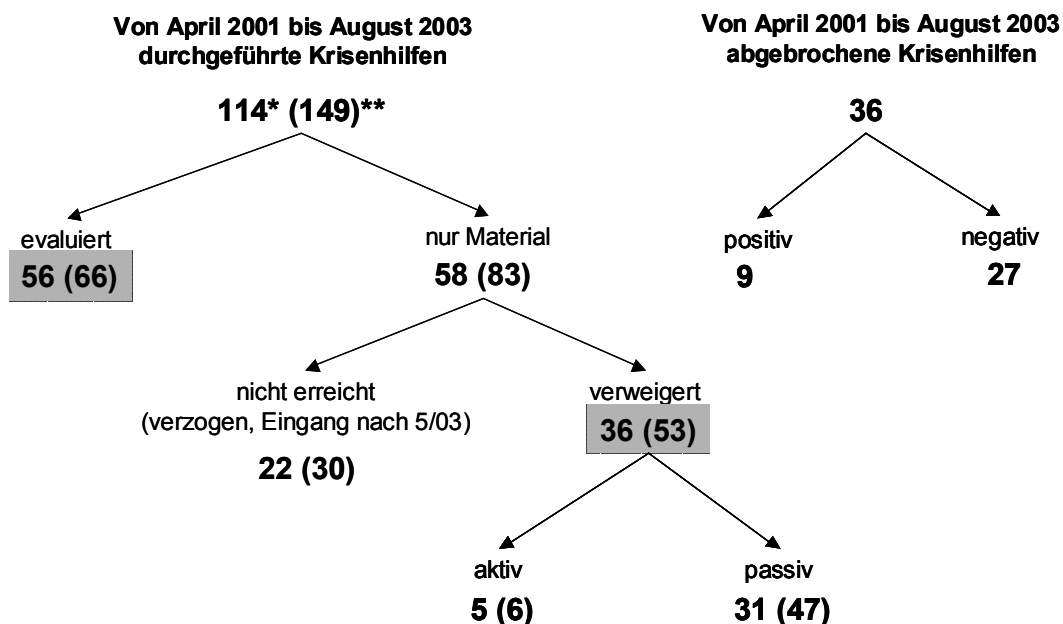 Von April 2001 bis August 2003
durchgeführte Krisenhilfen
114* (149)**
evaluiert
56 (66)
nur Material
58 (83)
nicht erreicht
(verzogen, Eingang nach 5/03)
22 (30)
verweigert
36 (53)
aktiv
5 (6)
passiv
31 (47)
Von April 2001 bis August 2003
abgebrochene Krisenhilfen
36
positiv
9
negativ
27